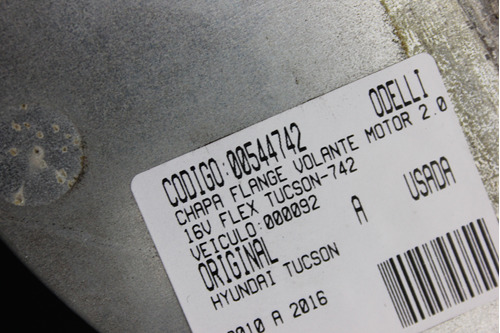 CODIGO:00544742 ODELLI
CHAPA FLANGE VOLANTE MOTOR 2.0
16V FLEX TUCSON-742
VEICULO:000092 A USADA
ORIGINAL
HYUNDAI TUCSON
2010 A 2016